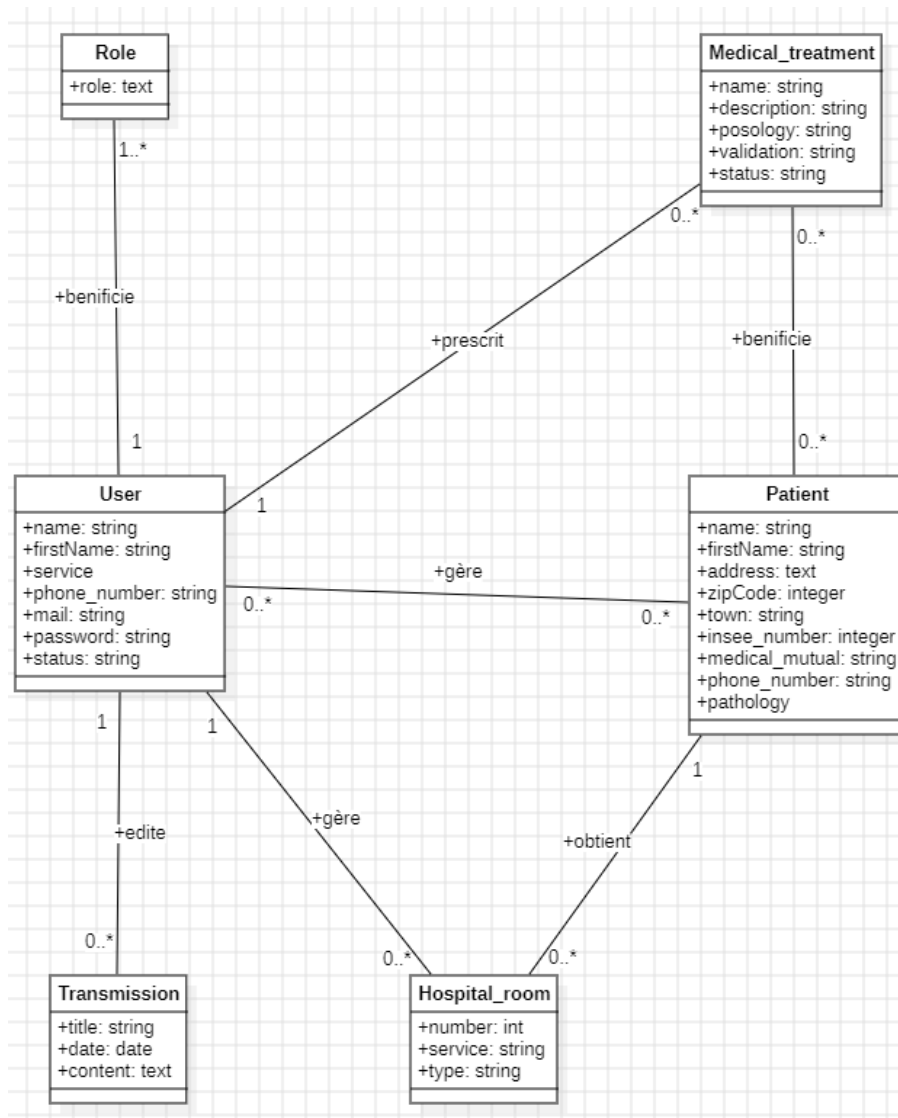 Role
+role: text
1..*
+benificie
1
Medical_treatment
+name: string
+description: string
+posology: string
+validation: string
+status: string
0..*
0..*
+prescrit
+benificie
1
0..*
User
+name: string
+firstName: string
+service
+phone_number: string
+mail: string
+password: string
+status: string
+gère
0..*
0..*
Patient
+name: string
+firstName: string
+address: text
+zipCode: integer
+town: string
+insee_number: integer
+medical_mutual: string
+phone_number: string
+pathology
1
1
1
+edite
+gère
+obtient
0..*
0..*
0..*
Transmission
+title: string
+date: date
+content: text
Hospital_room
+number: int
+service: string
+type: string